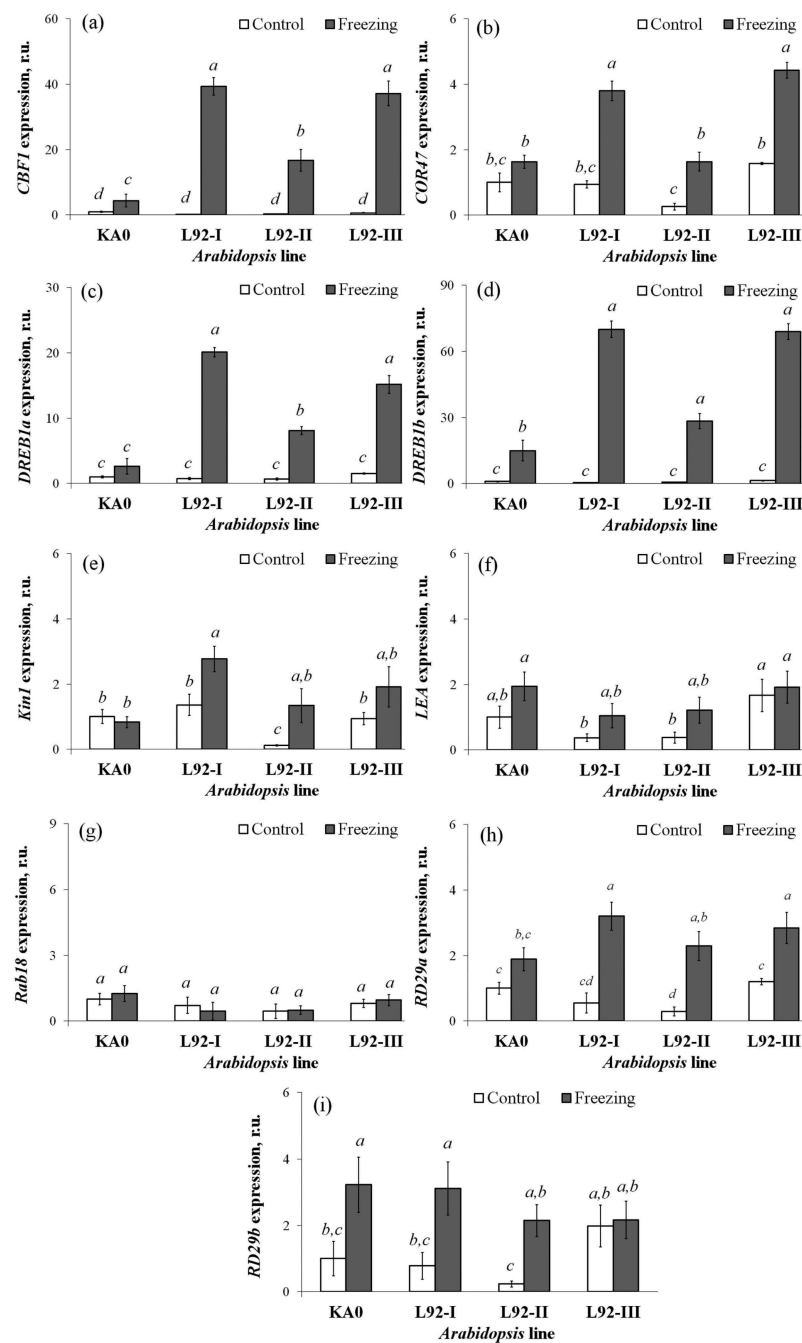 (a)
Control Freezing
CBF1 expression, r.u.
60
40
20
0
d c d a d b d a
KA0 L92-I L92-II L92-III
Arabidopsis line
(b)
Control Freezing
COR47 expression, r.u.
6
4
2
0
b,c b b,c a c b b a
KA0 L92-I L92-II L92-III
Arabidopsis line
(c)
Control Freezing
DREB1a expression, r.u.
30
20
10
0
c c c a c b c a
KA0 L92-I L92-II L92-III
Arabidopsis line
(d)
Control Freezing
DREB1b expression, r.u.
90
60
30
0
c b c a c a c a
KA0 L92-I L92-II L92-III
Arabidopsis line
(e)
Control Freezing
Kin1 expression, r.u.
6
4
2
0
b b b a c a,b b a,b
KA0 L92-I L92-II L92-III
Arabidopsis line
(f)
Control Freezing
LEA expression, r.u.
6
4
2
0
a,b a b a,b b a,b a a
KA0 L92-I L92-II L92-III
Arabidopsis line
(g)
Control Freezing
Rab18 expression, r.u.
9
6
3
0
a a a a a a a a
KA0 L92-I L92-II L92-III
Arabidopsis line
(h)
Control Freezing
RD29a expression, r.u.
6
4
2
0
c b,c cd a d a,b c a
KA0 L92-I L92-II L92-III
Arabidopsis line
(i)
Control Freezing
RD29b expression, r.u.
6
4
2
0
b,c a b,c a c a,b a,b a,b
KA0 L92-I L92-II L92-III
Arabidopsis line